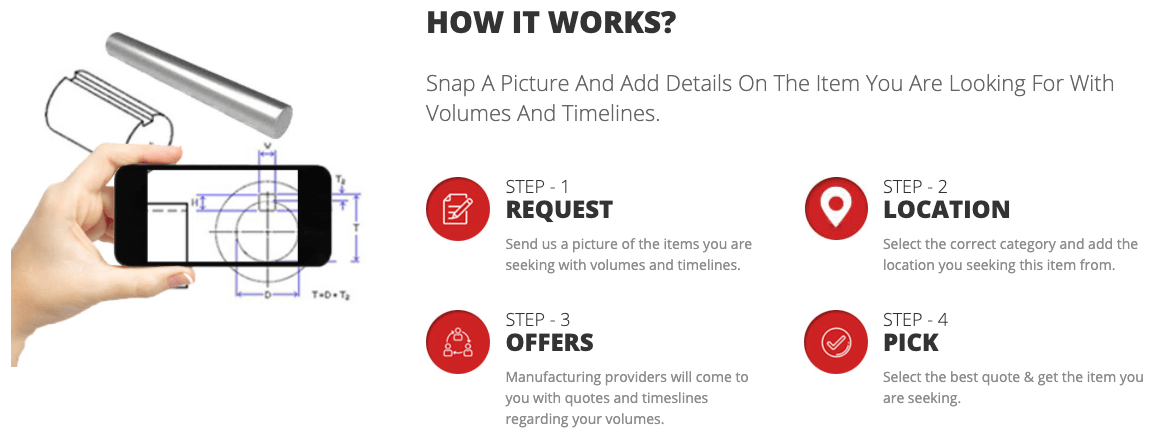 HOW IT WORKS?
Snap A Picture And Add Details On The Item You Are Looking For With
Volumes And Timelines.
STEP - 1
REQUEST
Send us a picture of the items you are
seeking with volumes and timelines.
STEP - 2
LOCATION
Select the correct category and add the
location you seeking this item from.
STEP - 3
OFFERS
Manufacturing providers will come to
you with quotes and timeslines
regarding your volumes.
STEP - 4
PICK
Select the best quote & get the item you
are seeking.
T2
H
T
D